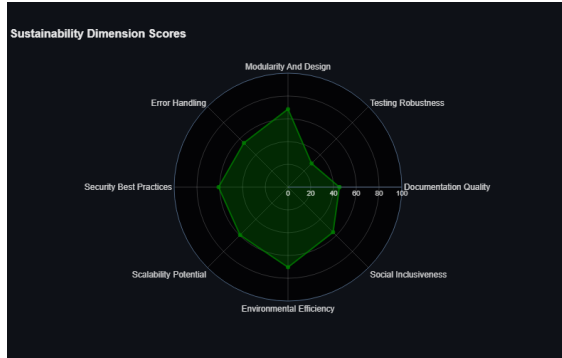 Sustainability Dimension Scores
Modularity And Design
Error Handling
Testing Robustness
Security Best Practices
0 20 40 60 80 100
Documentation Quality
Scalability Potential
Social Inclusiveness
Environmental Efficiency